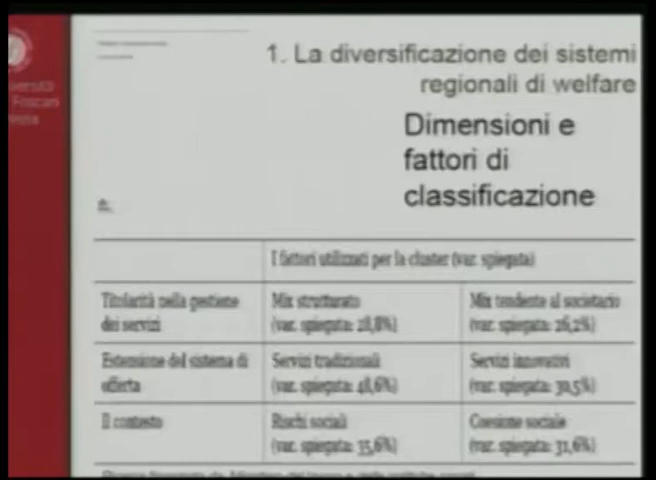 1. La diversificazione dei sistemi
regionali di welfare
Dimensioni e
fattori di
classificazione
I fattori utilizzati per la cluster (var. spiegata)
Titolarità nella gestione
dei servizi
Mix strutturato
(var. spiegata: 28,8%)
Mix tendente al societario
(var. spiegata: 26,2%)
Estensione del sistema di
offerta
Servizi tradizionali
(var. spiegata: 48,6%)
Servizi innovativi
(var. spiegata: 30,5%)
Il contesto
Rischi sociali
(var. spiegata: 35,6%)
Coesione sociale
(var. spiegata: 31,6%)